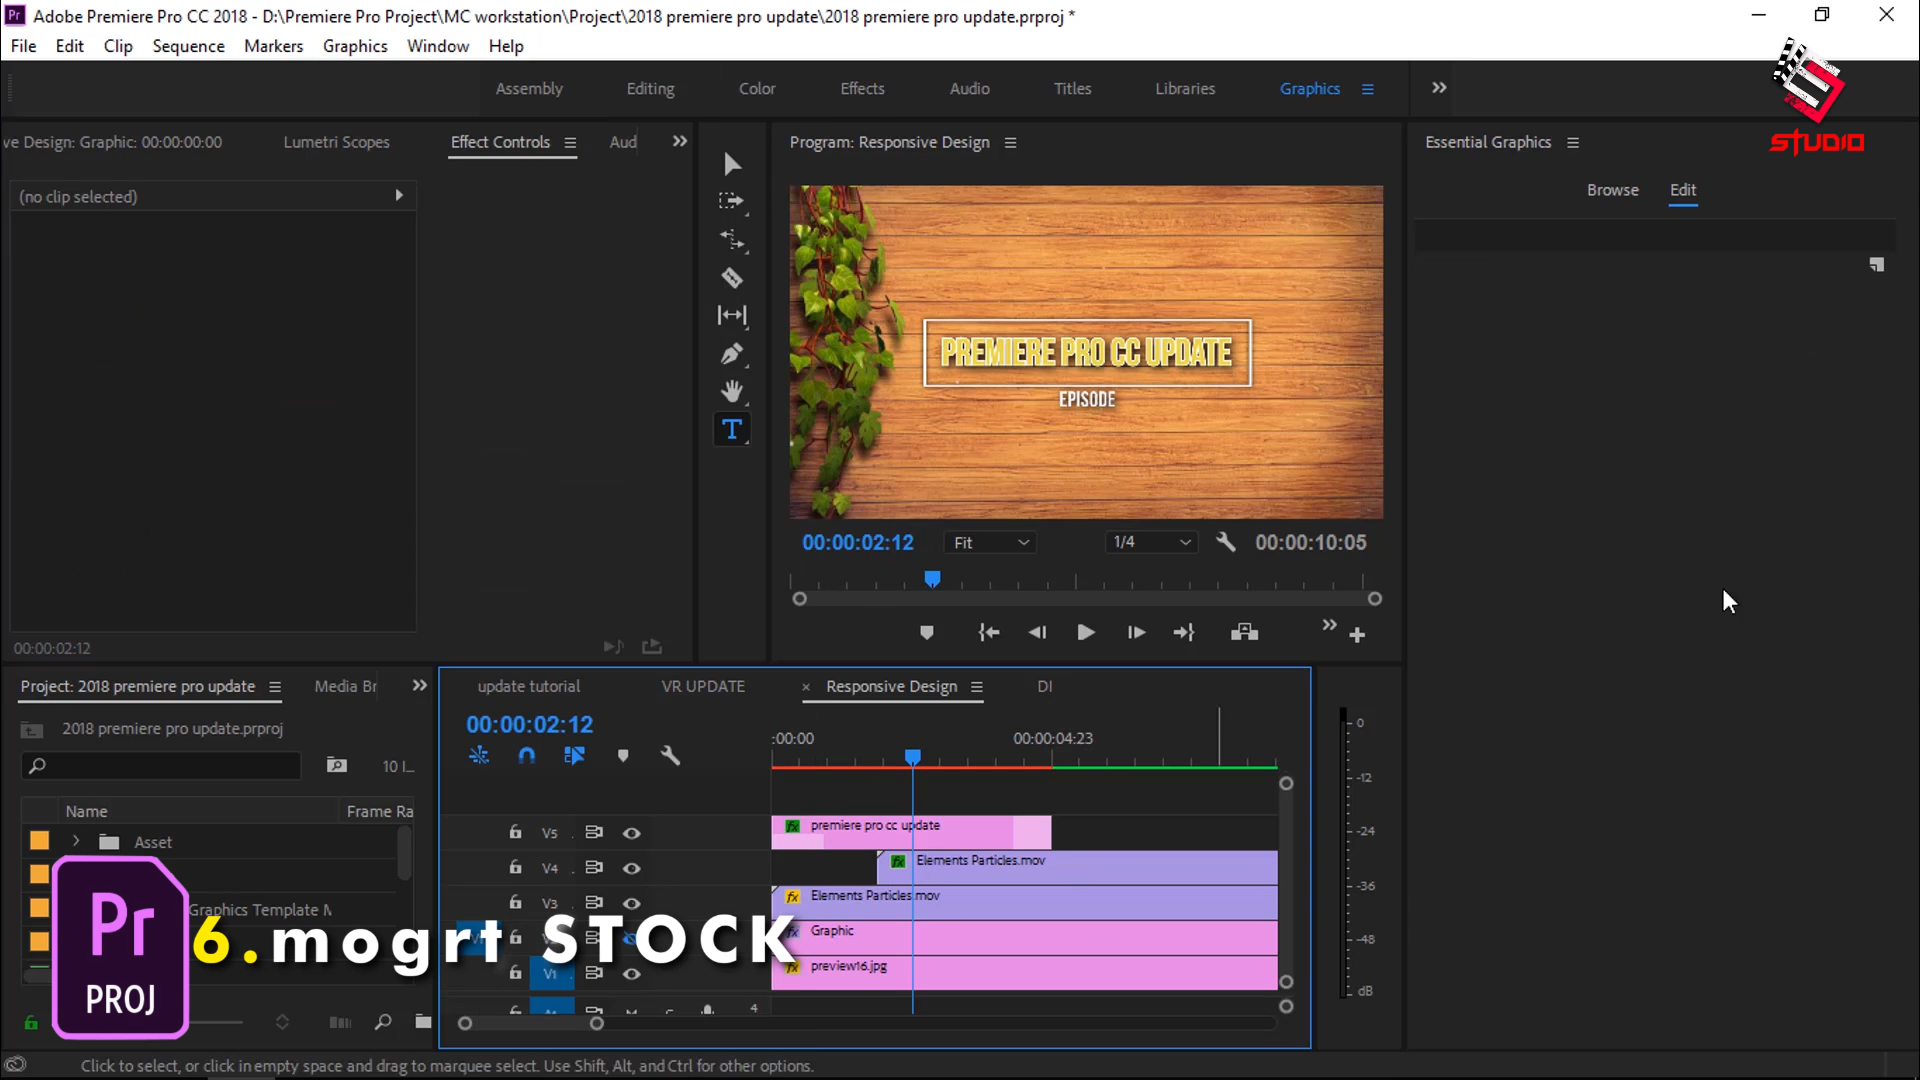 Pr Adobe Premiere Pro CC 2018 - D:\Premiere Pro Project\MC workstation\Project\2018 premiere pro update\2018 premiere pro update.prproj *
File Edit Clip Sequence Markers Graphics Window Help
Assembly Editing Color Effects Audio Titles Libraries Graphics
STUDIO
ve Design: Graphic: 00:00:00:00 Lumetri Scopes Effect Controls Aud
Program: Responsive Design
Essential Graphics
Browse Edit
(no clip selected)
PREMIERE PRO CC UPDATE
EPISODE
T
00:00:02:12 Fit 1/4 00:00:10:05
00:00:02:12
Project: 2018 premiere pro update Media Br
update tutorial VR UPDATE × Responsive Design DI
2018 premiere pro update.prproj
00:00:02:12
:00:00 00:00:04:23
10 I...
Name Frame Ra
Asset
V5 fx premiere pro cc update
V4 fx Elements Particles.mov
V3 fx Elements Particles.mov
Graphics Template M
fx Graphic
V1 fx preview16.jpg
4
Pr
PROJ
6.mogrt STOCK
0
-12
-24
-36
-48
dB
Click to select, or click in empty space and drag to marquee select. Use Shift, Alt, and Ctrl for other options.